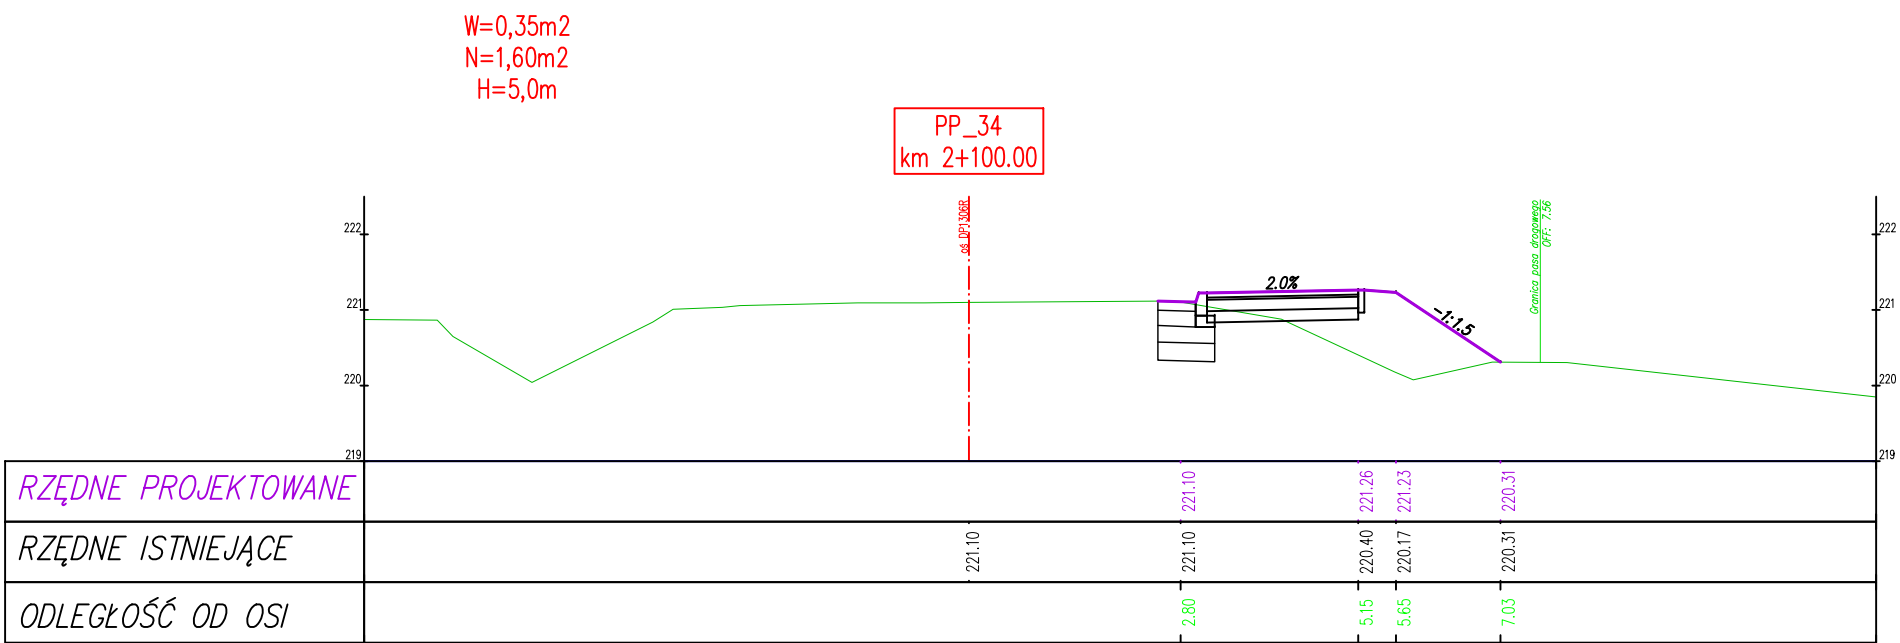 W=0,35m2
N=1,60m2
H=5,0m
PP_34
km 2+100.00
oś DP1306R
Granica pasa drogowego
OFF: 7,56
222
221
220
219
222
221
220
219
2.0%
-1:1.5
RZĘDNE PROJEKTOWANE
221.10
221.26
221.23
220.31
RZĘDNE ISTNIEJĄCE
221.10
221.10
220.40
220.17
220.31
ODLEGŁOŚĆ OD OSI
2.80
5.15
5.65
7.03